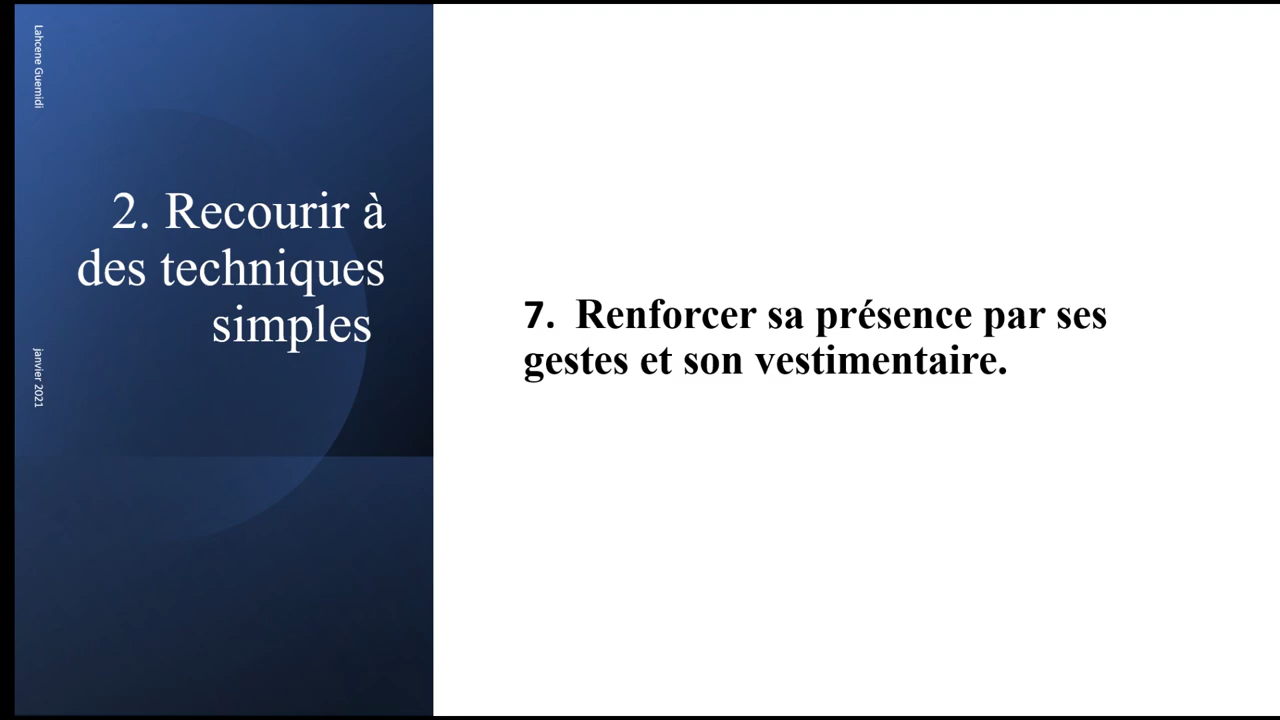 Lahcene Guemidi
2. Recourir à
des techniques
simples
janvier 2021
7. Renforcer sa présence par ses
gestes et son vestimentaire.